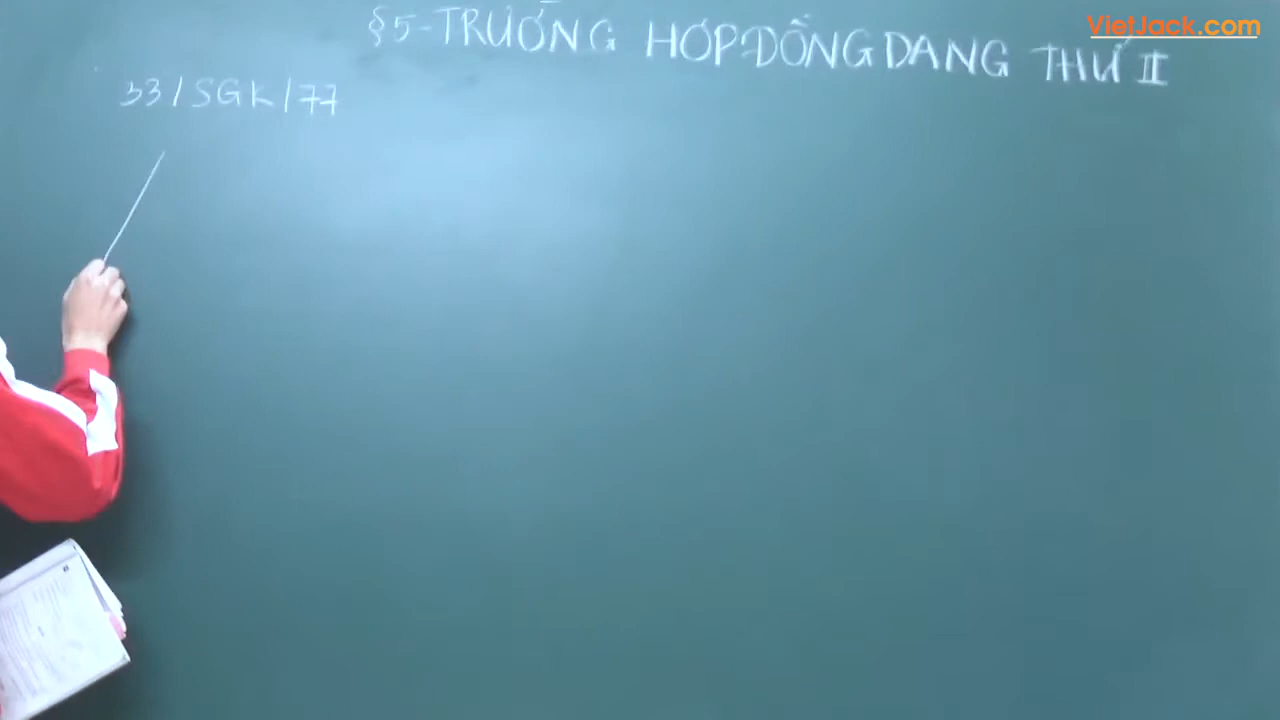 VietJack.com
§5-TRƯỜNG HỢP ĐỒNG DẠNG THỨ II
33/SGK/77